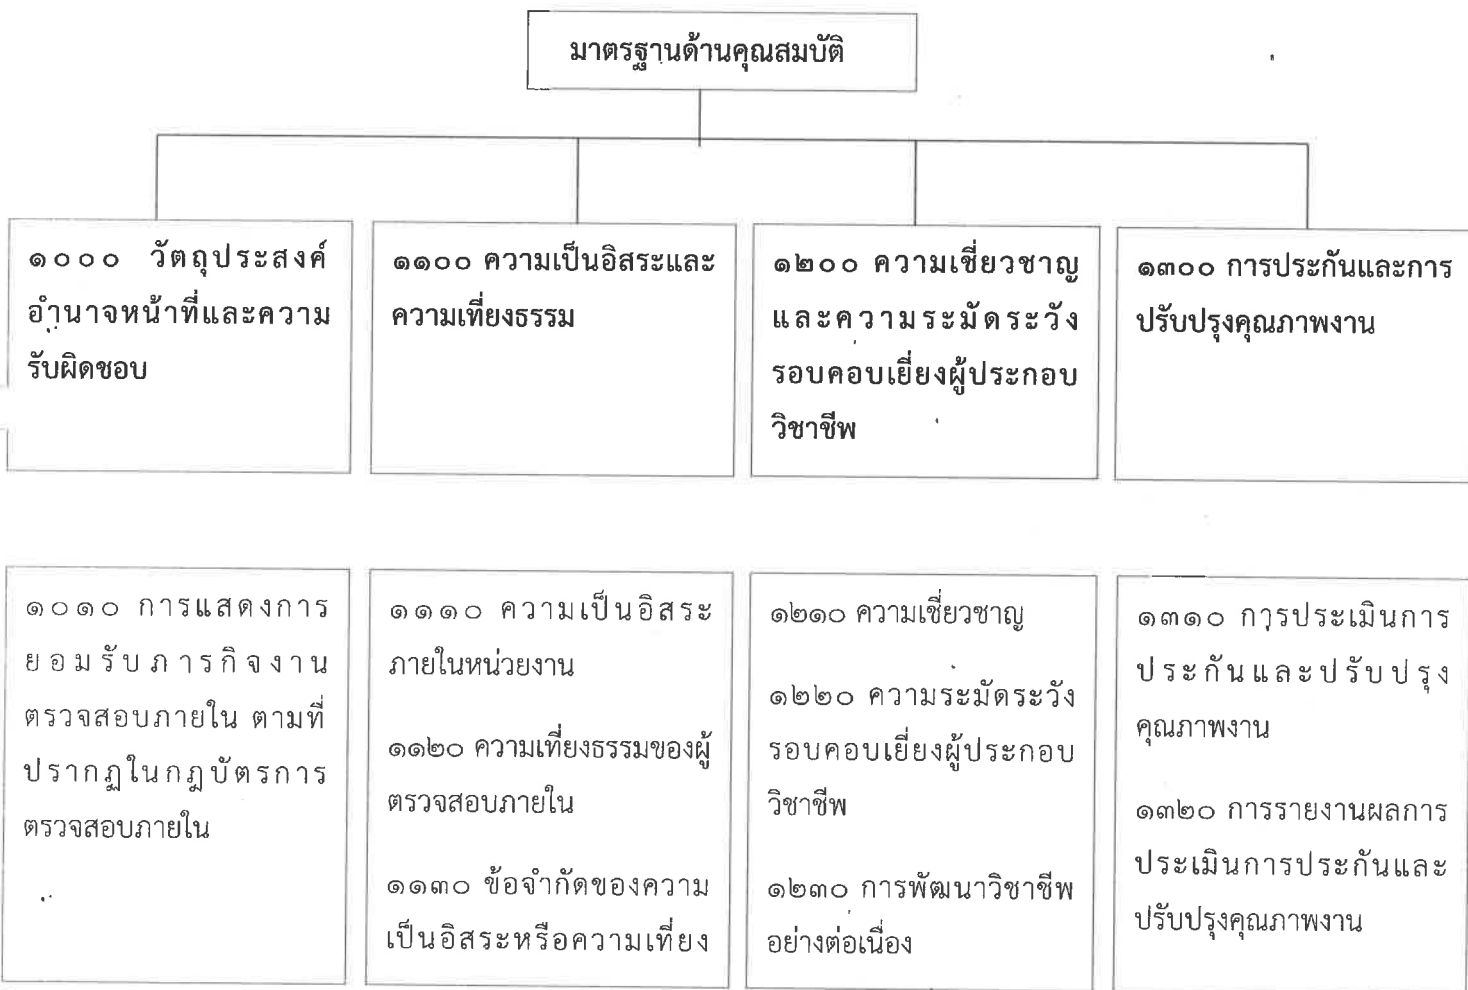 มาตรฐานด้านคุณสมบัติ
๑๐๐๐ วัตถุประสงค์
อำนาจหน้าที่และความ
รับผิดชอบ
๑๑๐๐ ความเป็นอิสระและ
ความเที่ยงธรรม
๑๒๐๐ ความเชี่ยวชาญ
และความระมัดระวัง
รอบคอบเยี่ยงผู้ประกอบ
วิชาชีพ
๑๓๐๐ การประกันและการ
ปรับปรุงคุณภาพงาน
๑๐๑๐ การแสดงการ
ยอมรับภารกิจงาน
ตรวจสอบภายใน ตามที่
ปรากฏในกฎบัตรการ
ตรวจสอบภายใน
๑๑๑๐ ความเป็นอิสระ
ภายในหน่วยงาน
๑๑๒๐ ความเที่ยงธรรมของผู้
ตรวจสอบภายใน
๑๑๓๐ ข้อจำกัดของความ
เป็นอิสระหรือความเที่ยง
๑๒๑๐ ความเชี่ยวชาญ
๑๒๒๐ ความระมัดระวัง
รอบคอบเยี่ยงผู้ประกอบ
วิชาชีพ
๑๒๓๐ การพัฒนาวิชาชีพ
อย่างต่อเนื่อง
๑๓๑๐ การประเมินการ
ประกันและปรับปรุง
คุณภาพงาน
๑๓๒๐ การรายงานผลการ
ประเมินการประกันและ
ปรับปรุงคุณภาพงาน